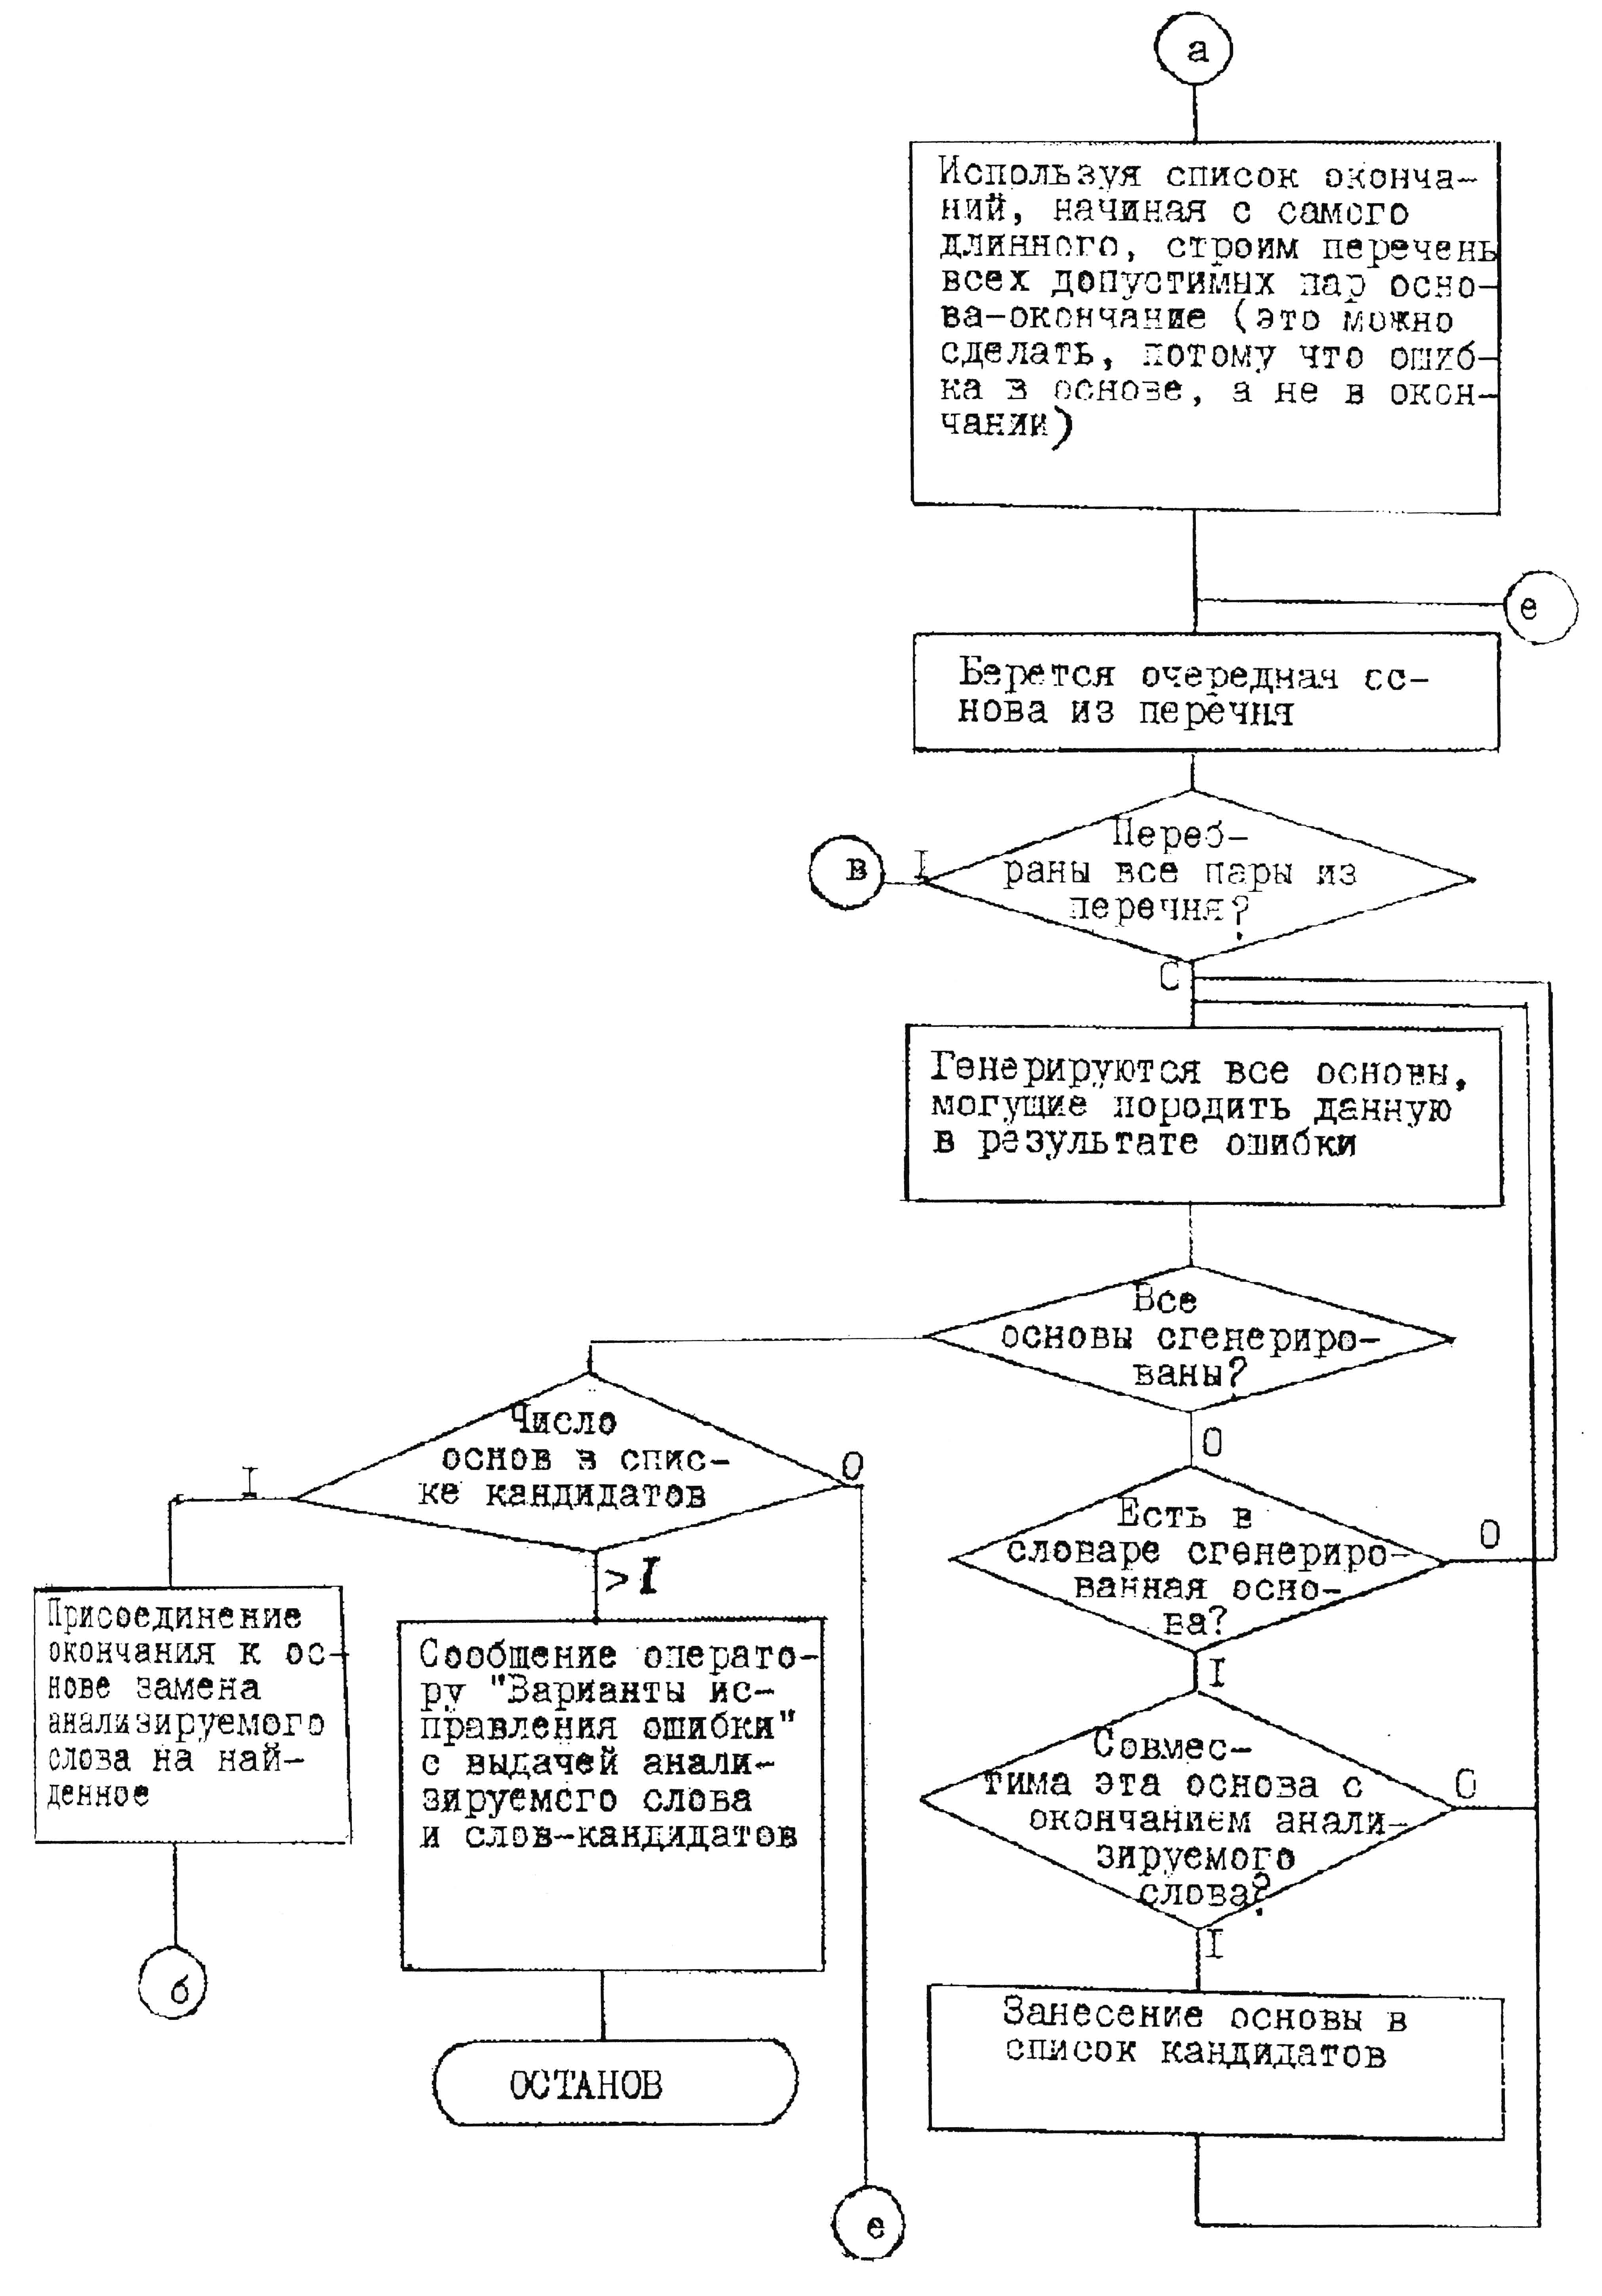 а
Используя список оконча-
ний, начиная с самого
длинного, строим перечень
всех допустимых пар осно-
ва-окончание (это можно
сделать, потому что ошиб-
ка в основе, а не в окон-
чании)
е
Берется очередная ос-
нова из перечня
Переб-
раны все пары из
перечня?
в
I
О
Генерируются все основы,
могущие породить данную
в результате ошибки
Все
основы сгенериро-
ваны?
О
Число
основ в спис-
ке кандидатов
I
О
>I
Есть в
словаре сгенериро-
ванная осно-
ва?
О
I
Присоединение
окончания к ос-
нове замена
анализируемого
слова на най-
денное
Сообщение операто-
ру "Варианты ис-
правления ошибки"
с выдачей анали-
зируемого слова
и слов-кандидатов
Совмес-
тима эта основа с
окончанием анали-
зируемого
слова?
О
I
б
Занесение основы в
список кандидатов
ОСТАНОВ
е